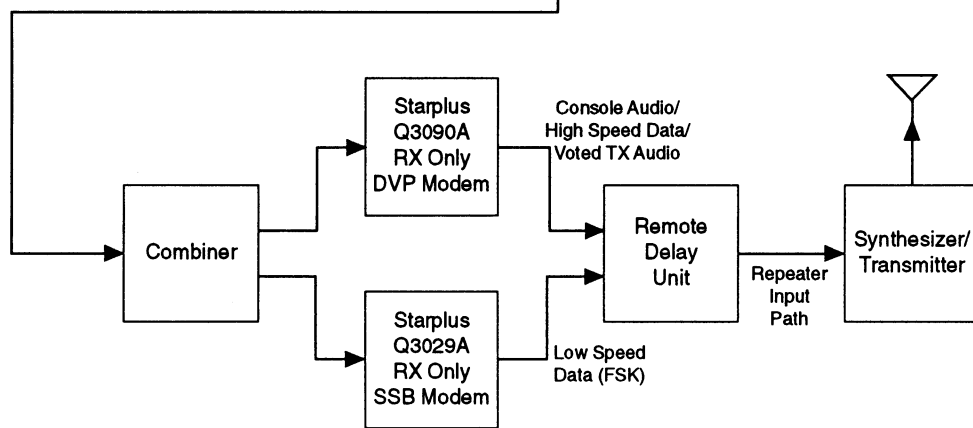 Starplus
Q3090A
RX Only
DVP Modem
Console Audio/
High Speed Data/
Voted TX Audio
Combiner
Remote
Delay
Unit
Synthesizer/
Transmitter
Repeater
Input
Path
Starplus
Q3029A
RX Only
SSB Modem
Low Speed
Data (FSK)